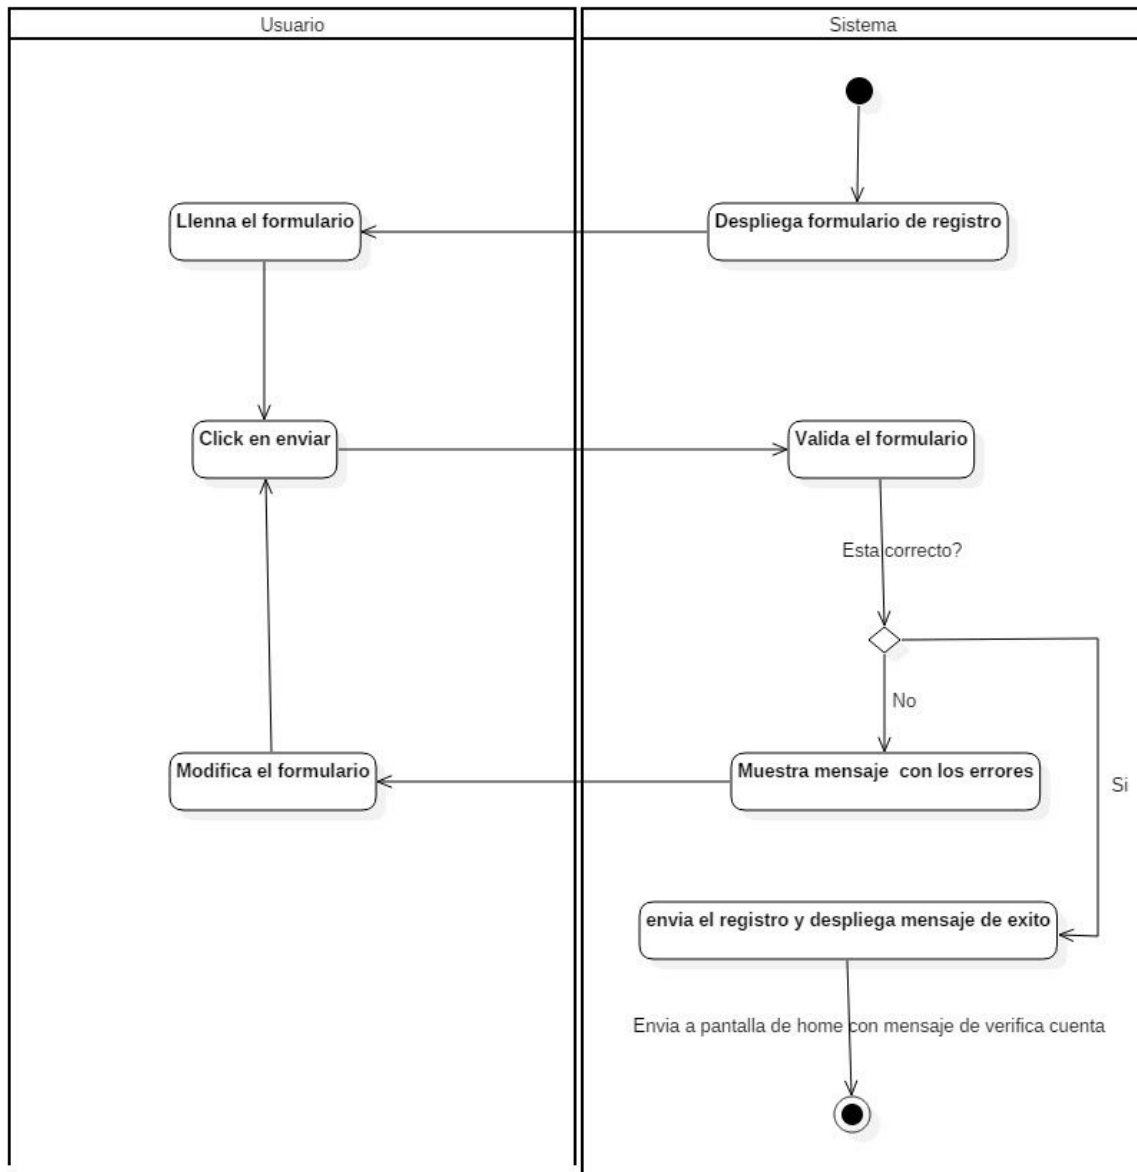 Usuario
Sistema
Llenna el formulario
Despliega formulario de registro
Click en enviar
Valida el formulario
Esta correcto?
No
Modifica el formulario
Muestra mensaje con los errores
Si
envia el registro y despliega mensaje de exito
Envia a pantalla de home con mensaje de verifica cuenta